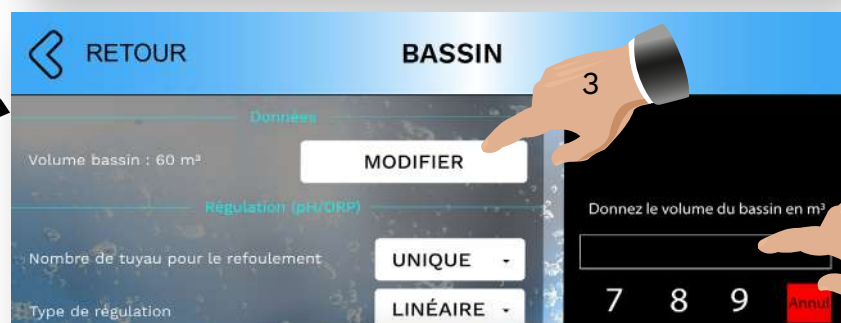 RETOUR
BASSIN
3
Données
Volume bassin : 60 m³
MODIFIER
Régulation (pH/ORP)
Donnez le volume du bassin en m³
Nombre de tuyau pour le refoulement
UNIQUE
7 8 9 Annul
Type de régulation
LINÉAIRE